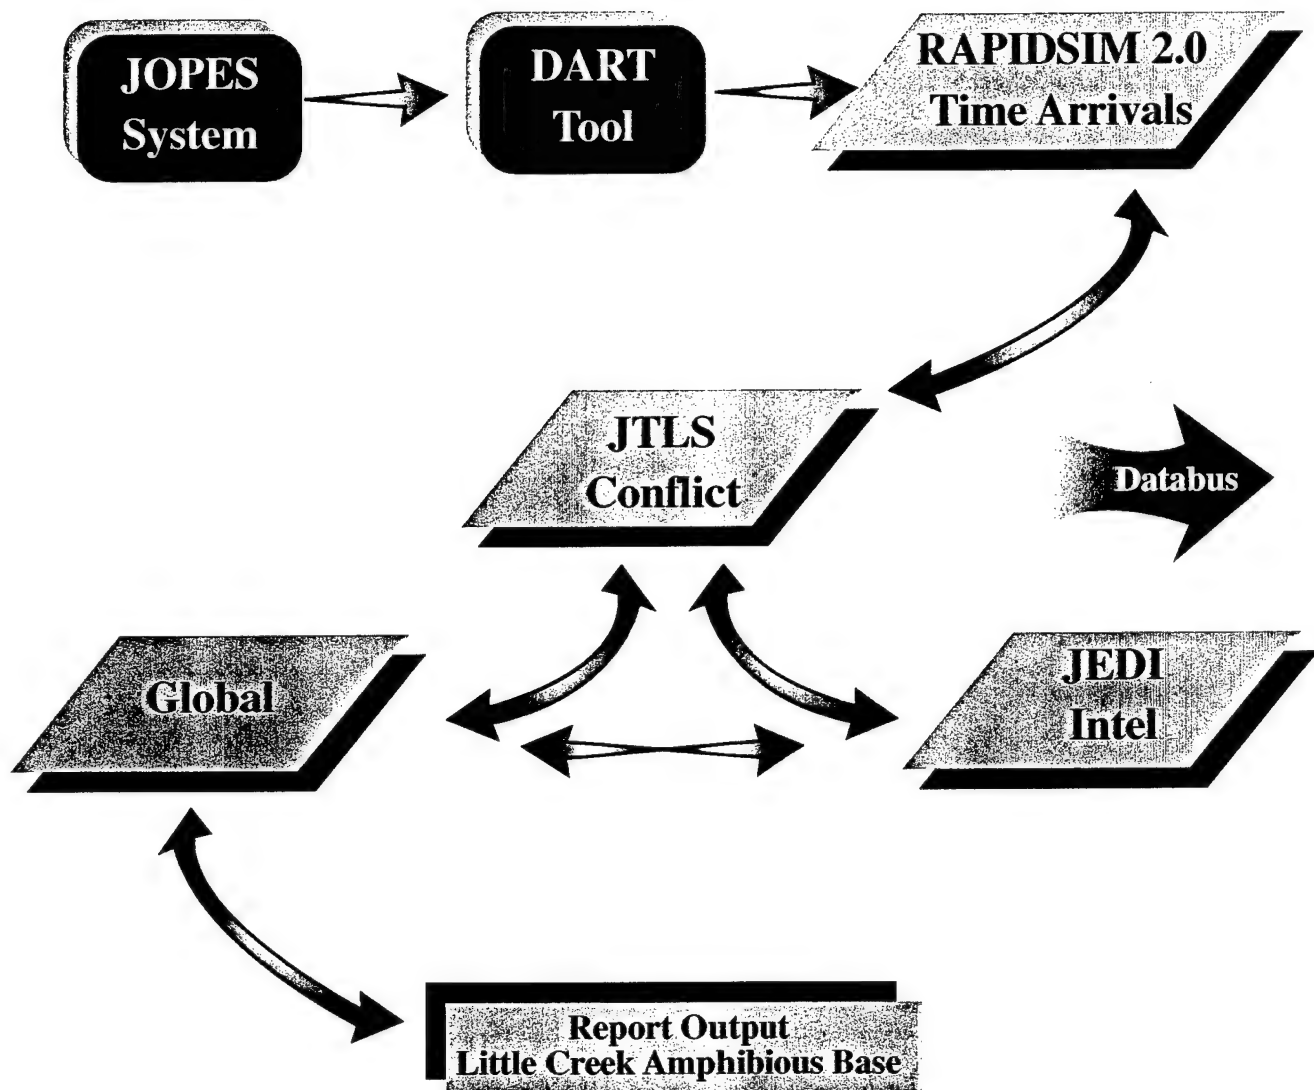 JOPES
System
DART
Tool
RAPIDSIM 2.0
Time Arrivals
JTLS
Conflict
Databus
Global
JEDI
Intel
Report Output
Little Creek Amphibious Base